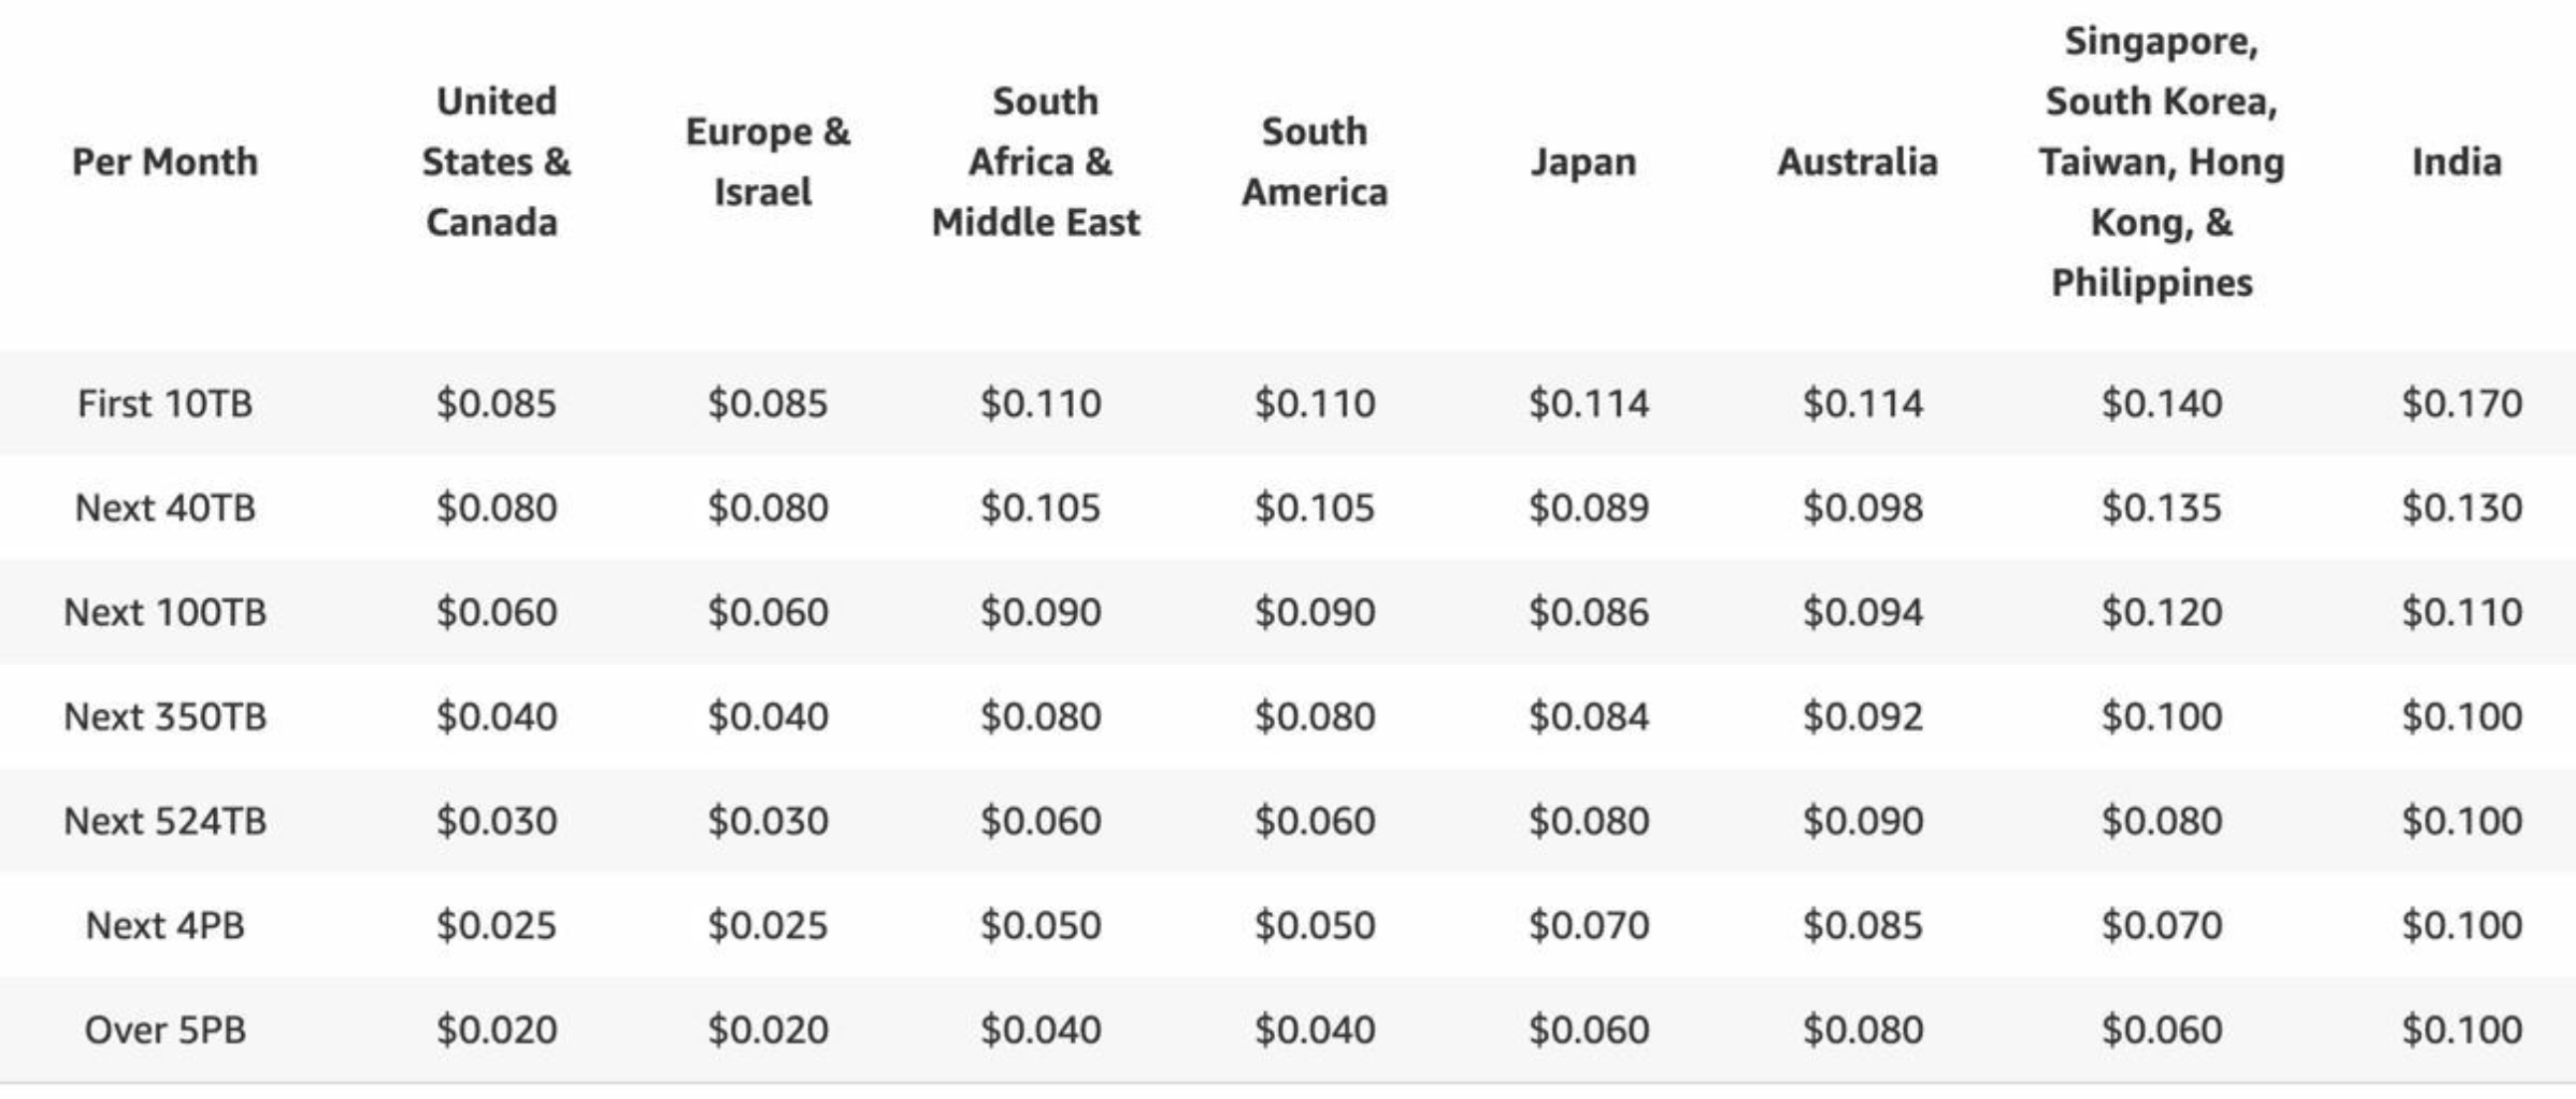 Per Month
United
States &
Canada
Europe &
Israel
South
Africa &
Middle East
South
America
Japan
Australia
Singapore,
South Korea,
Taiwan, Hong
Kong, &
Philippines
India
First 10TB $0.085 $0.085 $0.110 $0.110 $0.114 $0.114 $0.140 $0.170
Next 40TB $0.080 $0.080 $0.105 $0.105 $0.089 $0.098 $0.135 $0.130
Next 100TB $0.060 $0.060 $0.090 $0.090 $0.086 $0.094 $0.120 $0.110
Next 350TB $0.040 $0.040 $0.080 $0.080 $0.084 $0.092 $0.100 $0.100
Next 524TB $0.030 $0.030 $0.060 $0.060 $0.080 $0.090 $0.080 $0.100
Next 4PB $0.025 $0.025 $0.050 $0.050 $0.070 $0.085 $0.070 $0.100
Over 5PB $0.020 $0.020 $0.040 $0.040 $0.060 $0.080 $0.060 $0.100